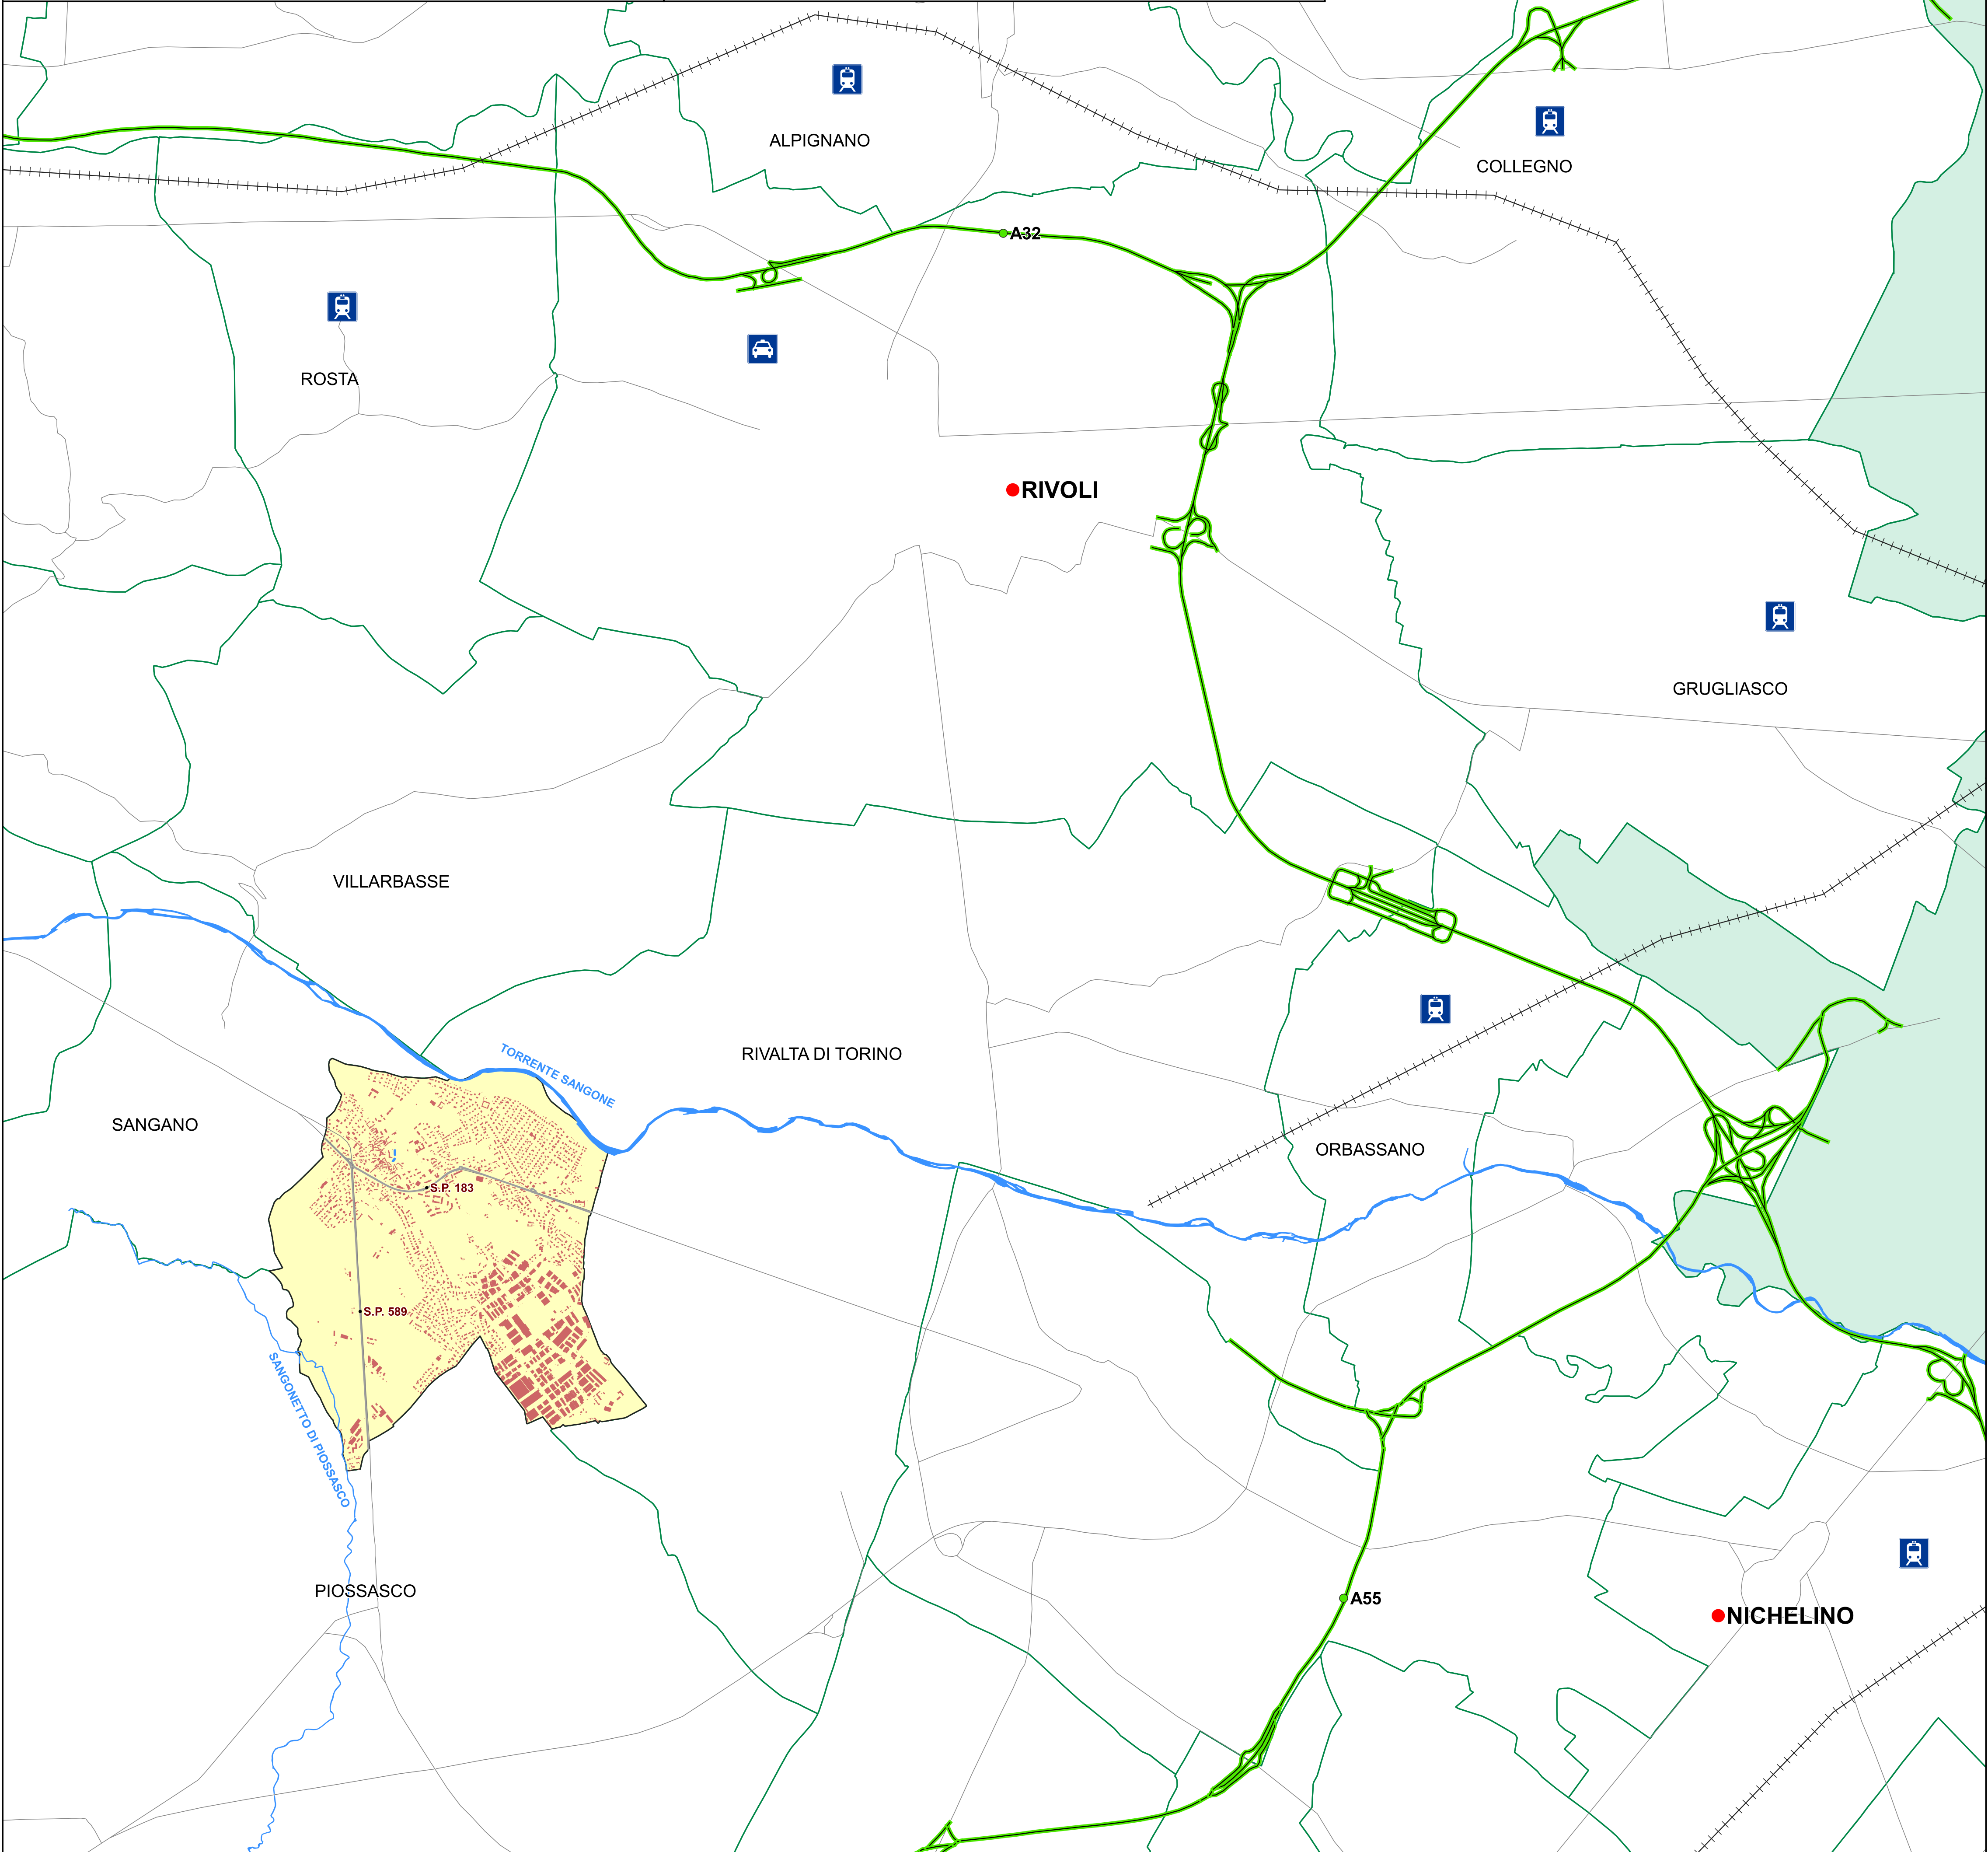 ALPIGNANO
COLLEGNO
A32
ROSTA
RIVOLI
GRUGLIASCO
VILLARBASSE
RIVALTA DI TORINO
TORRENTE SANGONE
SANGANO
ORBASSANO
S.P. 183
S.P. 589
SANGONETTO DI PIOSSASCO
PIOSSASCO
A55
NICHELINO